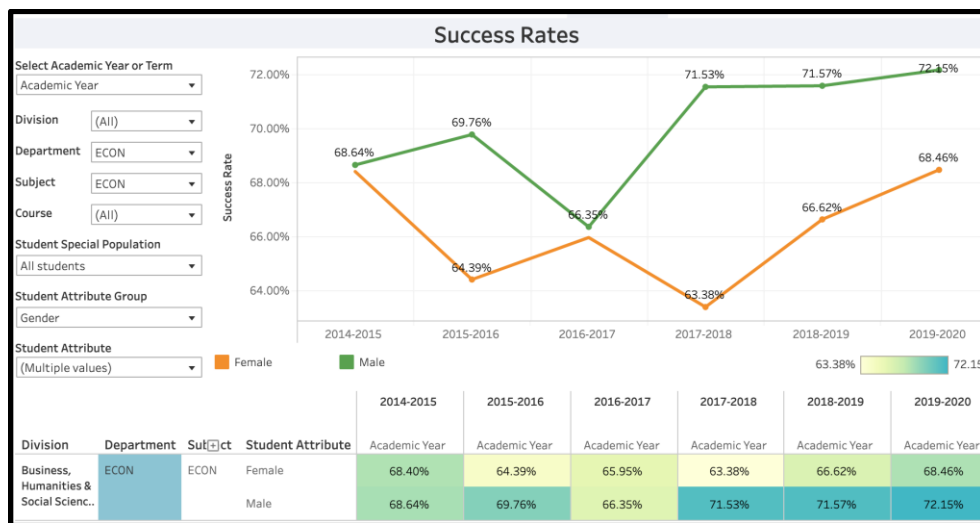 Success Rates
Select Academic Year or Term
Academic Year
Division (All)
Department ECON
Subject ECON
Course (All)
Student Special Population
All students
Student Attribute Group
Gender
Student Attribute
(Multiple values)
Success Rate
72.00%
70.00%
68.00%
66.00%
64.00%
68.64%
69.76%
66.35%
71.53%
71.57%
72.15%
64.39%
63.38%
66.62%
68.46%
2014-2015 2015-2016 2016-2017 2017-2018 2018-2019 2019-2020
Female Male
63.38% 72.15
2014-2015 2015-2016 2016-2017 2017-2018 2018-2019 2019-2020
Division Department Sub ct Student Attribute Academic Year Academic Year Academic Year Academic Year Academic Year Academic Year
Business, ECON ECON Female 68.40% 64.39% 65.95% 63.38% 66.62% 68.46%
Humanities &
Social Scienc.. Male 68.64% 69.76% 66.35% 71.53% 71.57% 72.15%